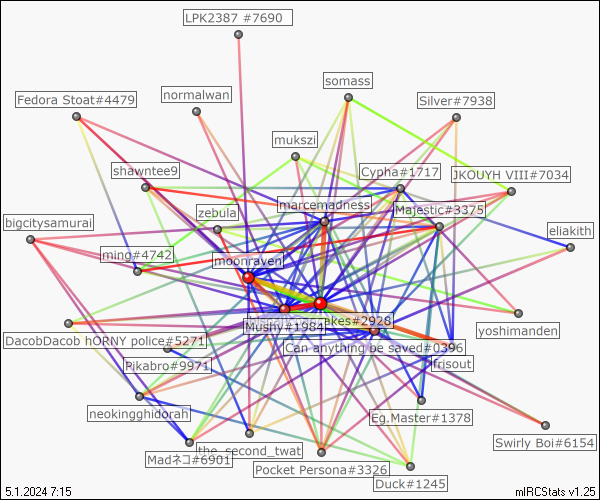 LPK2387 #7690
somass
Fedora Stoat#4479
normalwan
Silver#7938
mukszi
shawntee9
Cypha#1717
JKOUYH VIII#7034
zebula
marcemadness
Majestic#3375
bigcitysamurai
eliakith
ming#4742
moonraven
Mushy#1984
kes#2928
yoshimanden
DacobDacob hORNY police#5271
Can anything be saved#0396
Pikabro#9971
frisout
neokingghidorah
Eg.Master#1378
the_second_twat
Swirly Boi#6154
Madネコ#6901
Pocket Persona#3326
Duck#1245
5.1.2024 7:15
mIRCStats v1.25